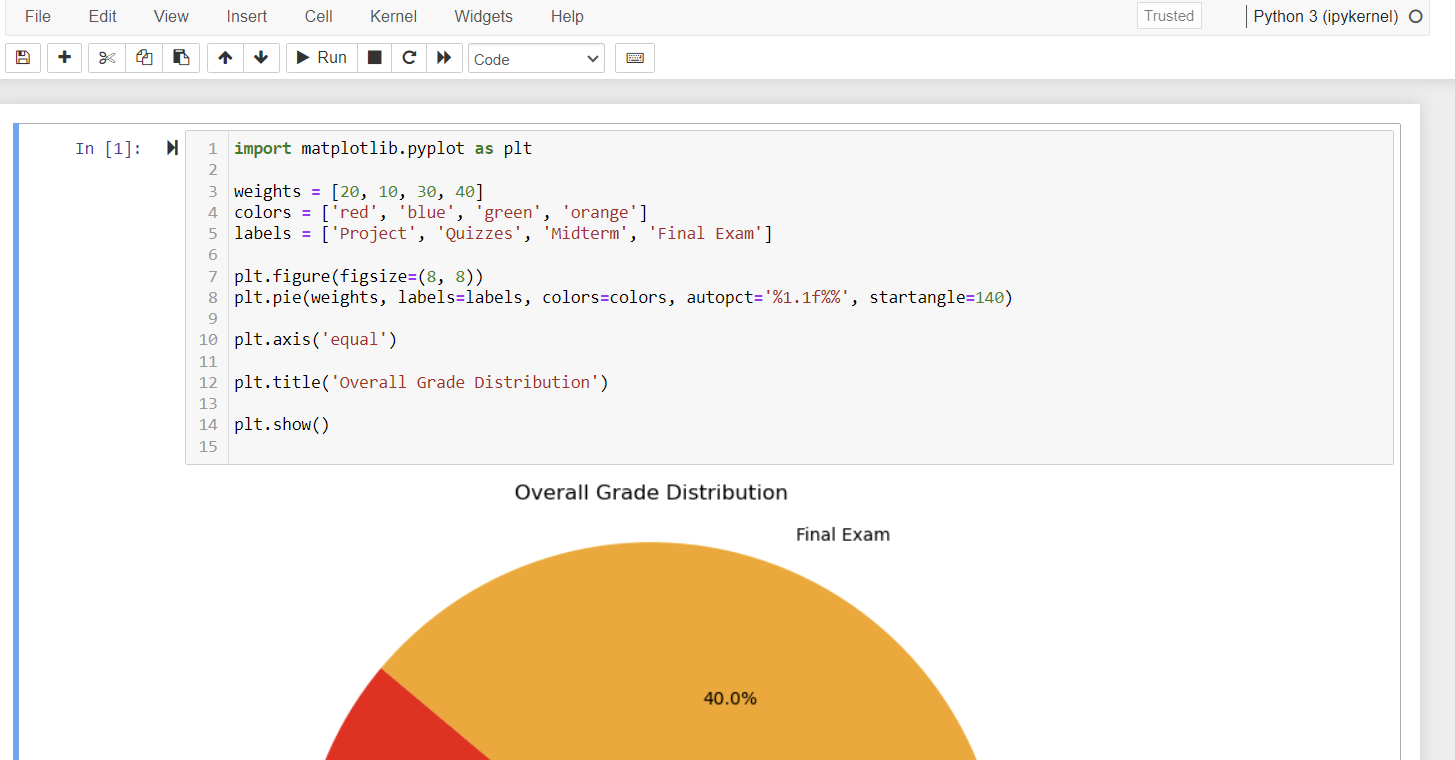 File Edit View Insert Cell Kernel Widgets Help Trusted Python 3 (ipykernel)
Run Code
In [1]:
1 import matplotlib.pyplot as plt
2
3 weights = [20, 10, 30, 40]
4 colors = ['red', 'blue', 'green', 'orange']
5 labels = ['Project', 'Quizzes', 'Midterm', 'Final Exam']
6
7 plt.figure(figsize=(8, 8))
8 plt.pie(weights, labels=labels, colors=colors, autopct='%1.1f%%', startangle=140)
9
10 plt.axis('equal')
11
12 plt.title('Overall Grade Distribution')
13
14 plt.show()
15
Overall Grade Distribution
Final Exam
40.0%